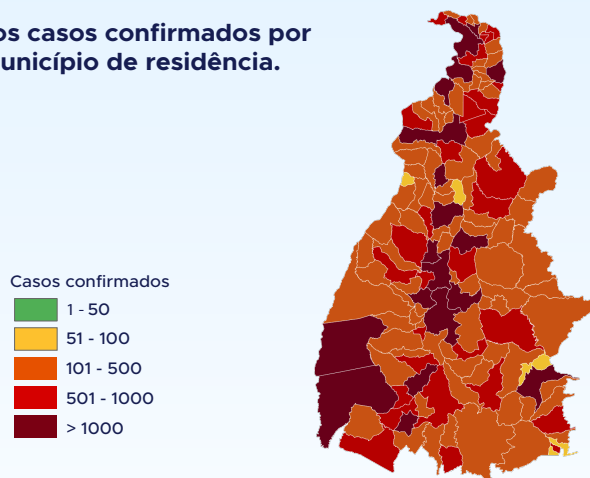 os casos confirmados por
unicípio de residência.
Casos confirmados
1 - 50
51 - 100
101 - 500
501 - 1000
> 1000